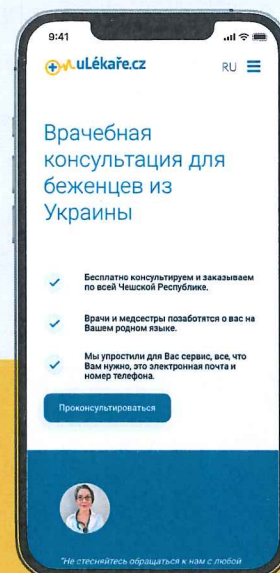 9:41
uLékaře.cz
RU
Врачебная
консультация для
беженцев из
Украины
Бесплатно консультируем и заказываем
по всей Чешской Республике.
Врачи и медсестры позаботятся о вас на
Вашем родном языке.
Мы упростили для Вас сервис, все, что
Вам нужно, это электронная почта и
номер телефона.
Проконсультироваться
"Не стесняйтесь обращаться к нам с любой